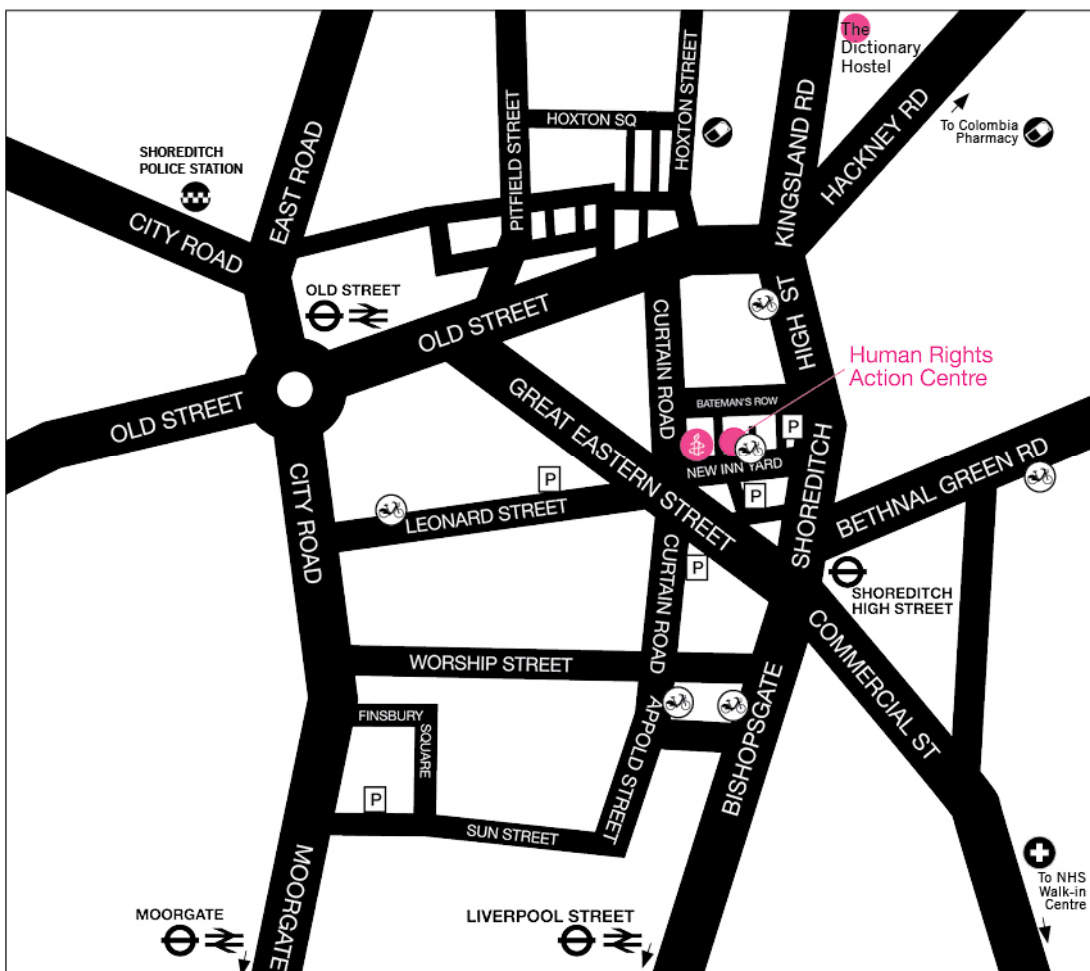 The
Dictionary
Hostel
HOXTON STREET
PITFIELD STREET
HOXTON SQ
KINGSLAND RD
HACKNEY RD
To Colombia
Pharmacy
SHOREDITCH
POLICE STATION
EAST ROAD
CITY ROAD
OLD STREET
OLD STREET
CURTAIN ROAD
HIGH ST
Human Rights
Action Centre
OLD STREET
GREAT EASTERN STREET
BATEMAN'S ROW
P
NEW INN YARD
SHOREDITCH
BETHNAL GREEN RD
P
P
LEONARD STREET
CITY ROAD
CURTAIN ROAD
P
SHOREDITCH
HIGH STREET
WORSHIP STREET
COMMERCIAL ST
FINSBURY
SQUARE
APPOLD STREET
BISHOPSGATE
P
SUN STREET
MOORGATE
To NHS
Walk-in
Centre
MOORGATE
LIVERPOOL STREET